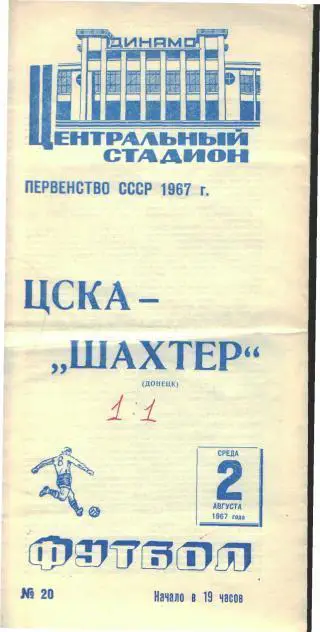 ДИНАМО
ЦЕНТРАЛЬНЫЙ
СТАДИОН
ПЕРВЕНСТВО СССР 1967 г.
ЦСКА –
„ШАХТЕР“
(ДОНЕЦК)
1 : 1
СРЕДА
2
АВГУСТА
1967 года
8
ФУТБОЛ
№ 20 Начало в 19 часов